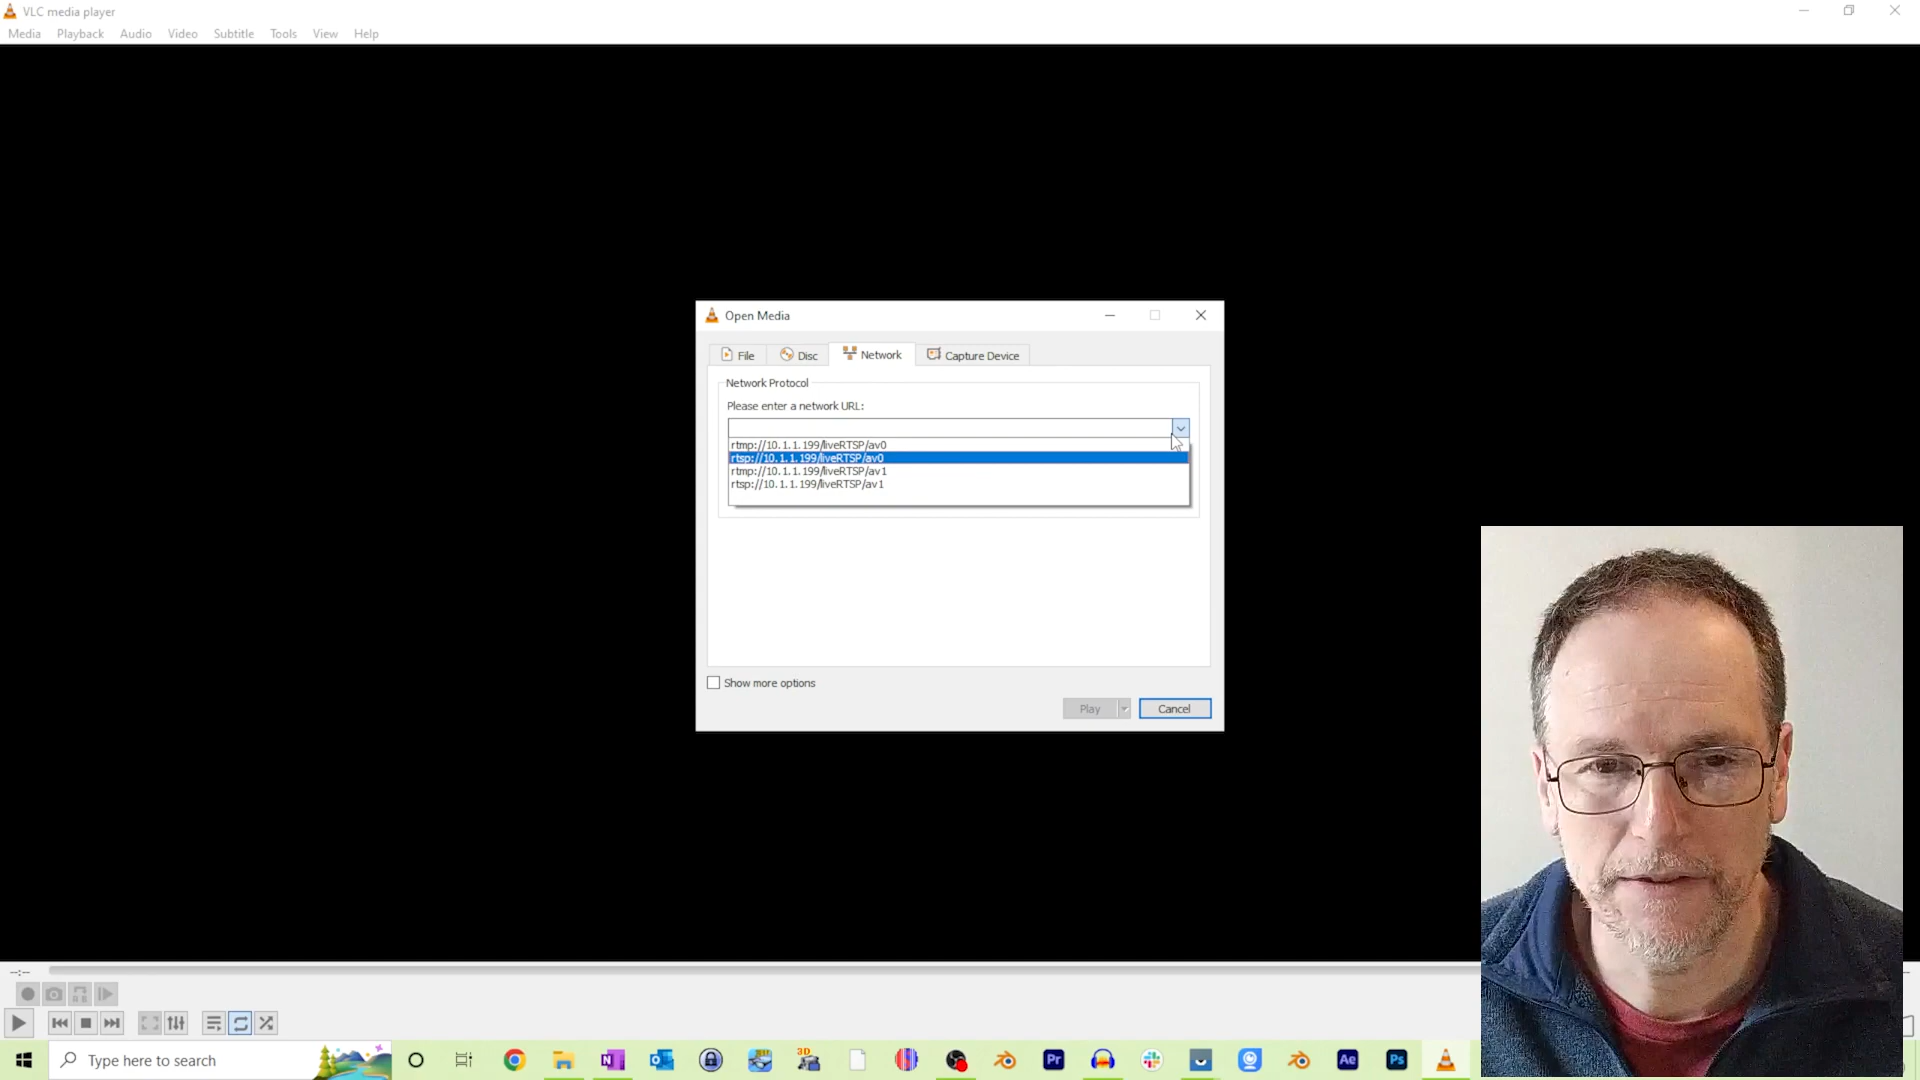 VLC media player
Media Playback Audio Video Subtitle Tools View Help
Open Media
File Disc Network Capture Device
Network Protocol
Please enter a network URL:
rtmp://10.1.1.199/liveRTSP/av0
rtsp://10.1.1.199/liveRTSP/av0
rtmp://10.1.1.199/liveRTSP/av1
rtsp://10.1.1.199/liveRTSP/av1
Show more options
Play Cancel
--:--
Type here to search
N 3D Pr Ae Ps